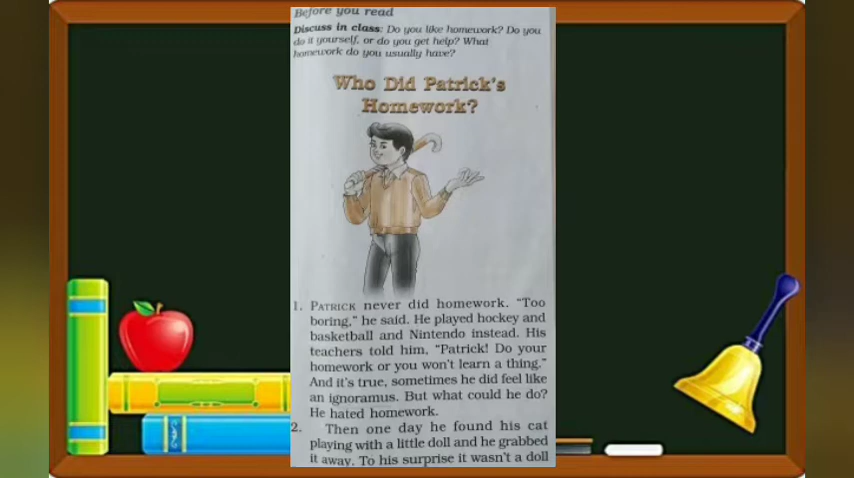 Before you read
Discuss in class: Do you like homework? Do you
do it yourself, or do you get help? What
homework do you usually have?
Who Did Patrick's
Homework?
1. PATRICK never did homework. "Too
boring," he said. He played hockey and
basketball and Nintendo instead. His
teachers told him, "Patrick! Do your
homework or you won't learn a thing."
And it's true, sometimes he did feel like
an ignoramus. But what could he do?
He hated homework.
2. Then one day he found his cat
playing with a little doll and he grabbed
it away. To his surprise it wasn't a doll